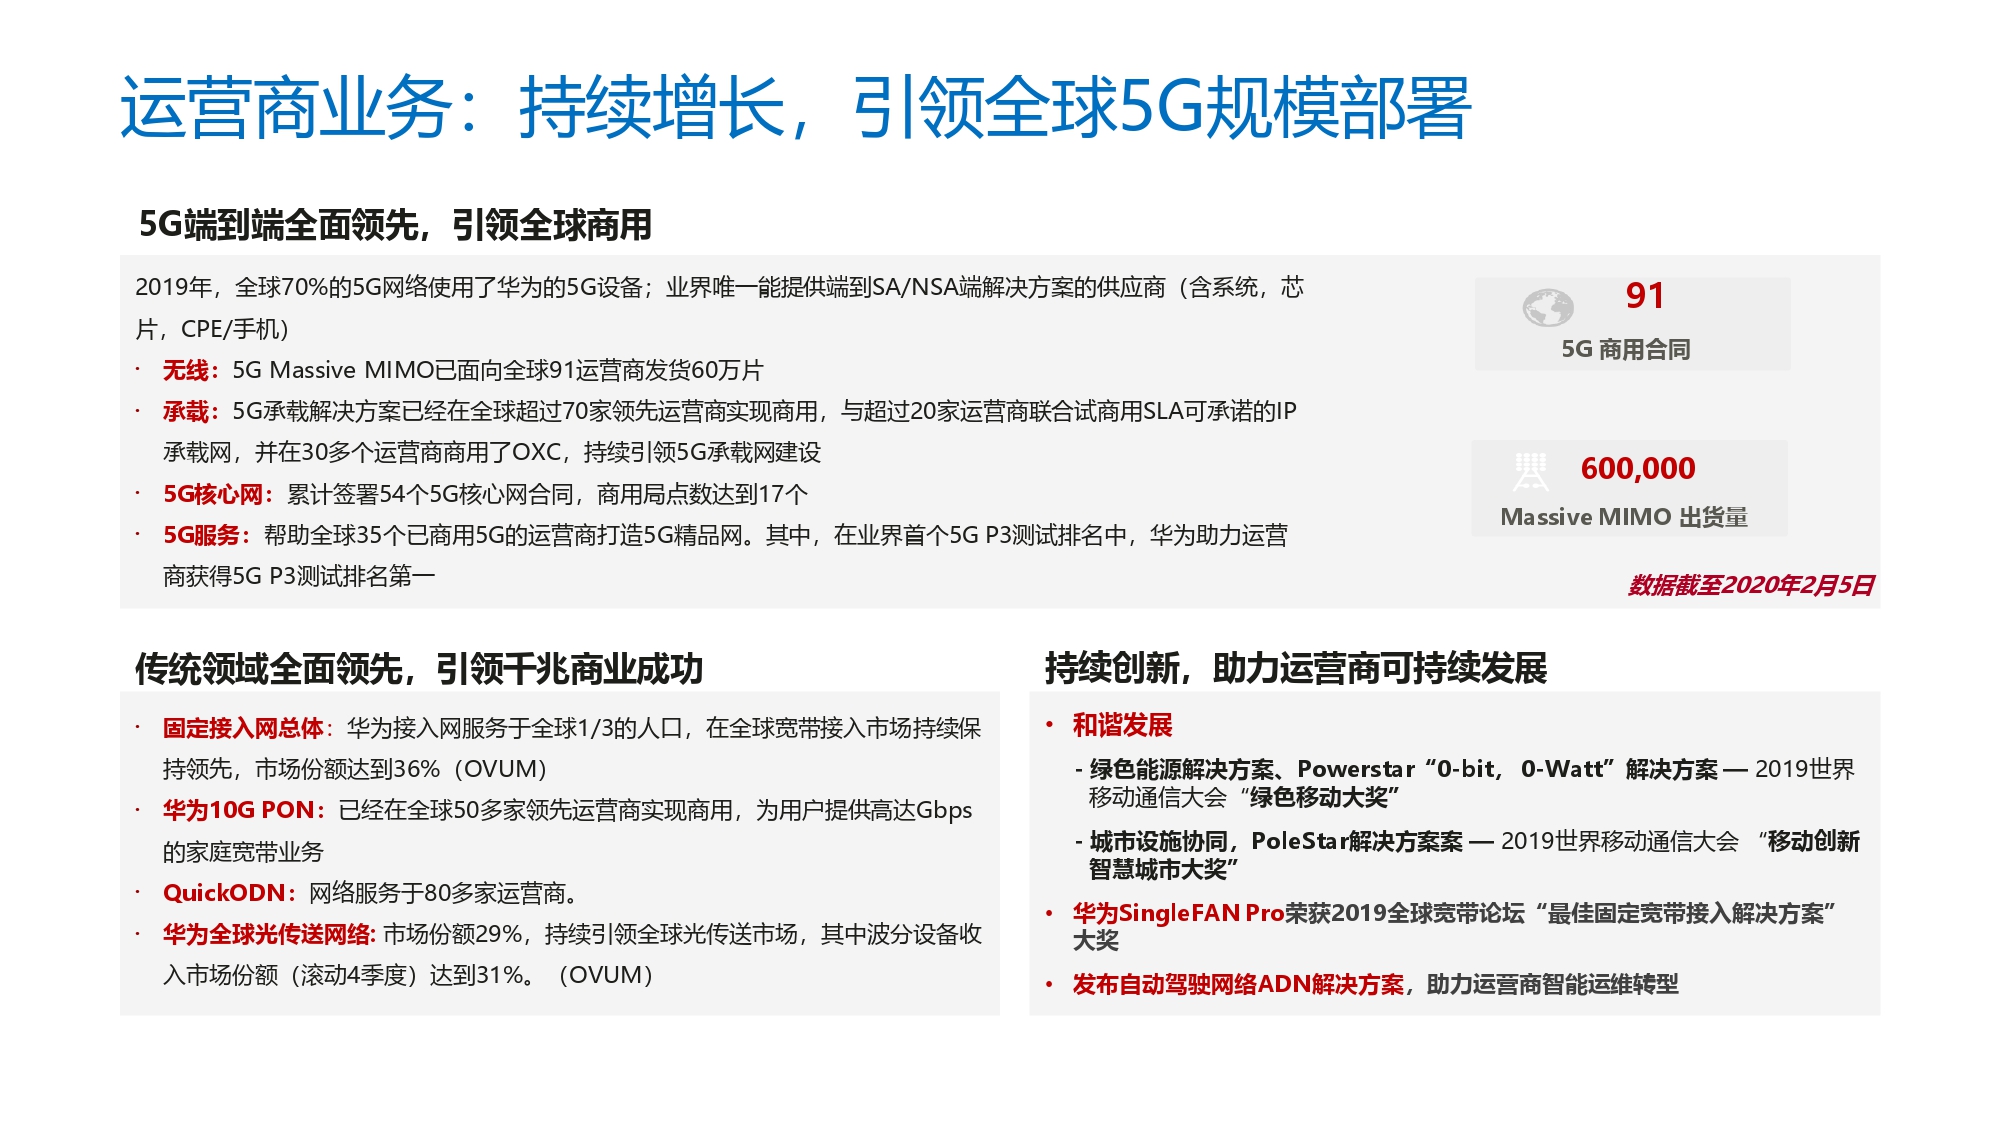 运营商业务：持续增长，引领全球5G规模部署
5G端到端全面领先，引领全球商用
2019年，全球70%的5G网络使用了华为的5G设备；业界唯一能提供端到SA/NSA端解决方案的供应商（含系统，芯
片，CPE/手机）
· 无线：5G Massive MIMO已面向全球91运营商发货60万片
· 承载：5G承载解决方案已经在全球超过70家领先运营商实现商用，与超过20家运营商联合试商用SLA可承诺的IP
承载网，并在30多个运营商商用了OXC，持续引领5G承载网建设
· 5G核心网：累计签署54个5G核心网合同，商用局点数达到17个
· 5G服务：帮助全球35个已商用5G的运营商打造5G精品网。其中，在业界首个5G P3测试排名中，华为助力运营
商获得5G P3测试排名第一
91
5G 商用合同
600,000
Massive MIMO 出货量
数据截至2020年2月5日
传统领域全面领先，引领千兆商业成功
· 固定接入网总体：华为接入网服务于全球1/3的人口，在全球宽带接入市场持续保
持领先，市场份额达到36%（OVUM）
· 华为10G PON：已经在全球50多家领先运营商实现商用，为用户提供高达Gbps
的家庭宽带业务
· QuickODN：网络服务于80多家运营商。
· 华为全球光传送网络: 市场份额29%，持续引领全球光传送市场，其中波分设备收
入市场份额（滚动4季度）达到31%。（OVUM）
持续创新，助力运营商可持续发展
• 和谐发展
- 绿色能源解决方案、Powerstar“0-bit， 0-Watt”解决方案 — 2019世界
移动通信大会“绿色移动大奖”
- 城市设施协同，PoleStar解决方案案 — 2019世界移动通信大会 “移动创新
智慧城市大奖”
• 华为SingleFAN Pro荣获2019全球宽带论坛“最佳固定宽带接入解决方案”
大奖
• 发布自动驾驶网络ADN解决方案，助力运营商智能运维转型